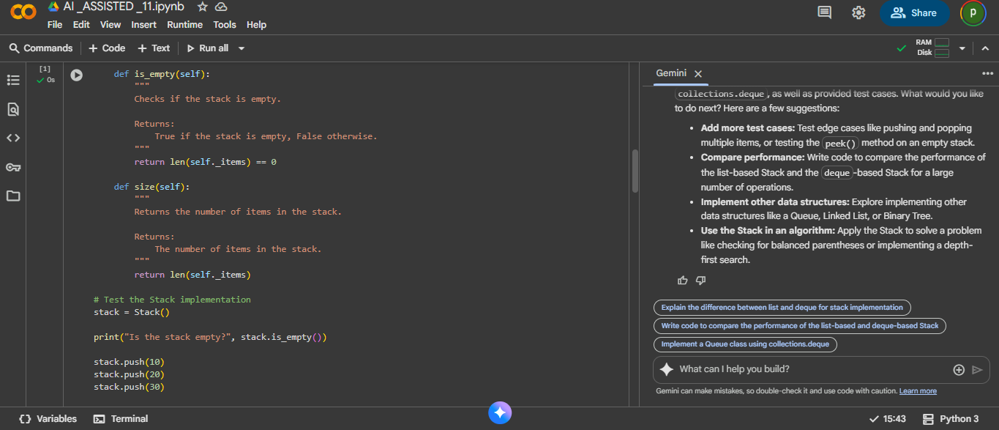 AI _ASSISTED _11.ipynb
File Edit View Insert Runtime Tools Help
Share
p
Commands + Code + Text Run all
RAM
Disk
[1]
0s
def is_empty(self):
"""
Checks if the stack is empty.
Returns:
True if the stack is empty, False otherwise.
"""
return len(self._items) == 0
def size(self):
"""
Returns the number of items in the stack.
Returns:
The number of items in the stack.
"""
return len(self._items)
# Test the Stack implementation
stack = Stack()
print("Is the stack empty?", stack.is_empty())
stack.push(10)
stack.push(20)
stack.push(30)
Gemini
collections.deque , as well as provided test cases. What would you like
to do next? Here are a few suggestions:
• Add more test cases: Test edge cases like pushing and popping
multiple items, or testing the peek() method on an empty stack.
• Compare performance: Write code to compare the performance of
the list-based Stack and the deque -based Stack for a large
number of operations.
• Implement other data structures: Explore implementing other
data structures like a Queue, Linked List, or Binary Tree.
• Use the Stack in an algorithm: Apply the Stack to solve a problem
like checking for balanced parentheses or implementing a depth-
first search.
Explain the difference between list and deque for stack implementation
Write code to compare the performance of the list-based and deque-based Stack
Implement a Queue class using collections.deque
What can I help you build?
Gemini can make mistakes, so double-check it and use code with caution. Learn more
{} Variables Terminal
15:43 Python 3